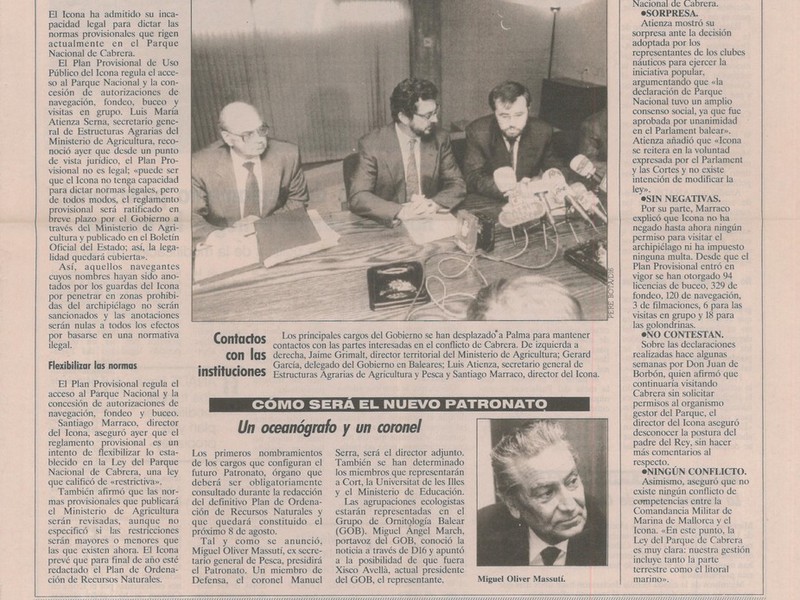 El Icona ha admitido su inca-
pacidad legal para dictar las
normas provisionales que rigen
actualmente en el Parque
Nacional de Cabrera.
El Plan Provisional de Uso
Público del Icona regula el acce-
so al Parque Nacional y la con-
cesión de autorizaciones de
navegación, fondeo, buceo y
visitas en grupo. Luis María
Atienza Serna, secretario gene-
ral de Estructuras Agrarias del
Ministerio de Agricultura, reco-
noció ayer que desde un punto
de vista jurídico, el Plan Pro-
visional no es legal; «puede ser
que el Icona no tenga capacidad
para dictar normas legales, pero
de todos modos, el reglamento
provisional será ratificado en
breve plazo por el Gobierno a
través del Ministerio de Agri-
cultura y publicado en el Boletín
Oficial del Estado; así, la lega-
lidad quedará cubierta».
Así, aquellos navegantes
cuyos nombres hayan sido ano-
tados por los guardas del Icona
por penetrar en zonas prohibi-
das del archipiélago no serán
sancionados y las anotaciones
serán nulas a todos los efectos
por basarse en una normativa
ilegal.
Flexibilizar las normas
El Plan Provisional regula el
acceso al Parque Nacional y la
concesión de autorizaciones de
navegación, fondeo y buceo.
Santiago Marraco, director
del Icona, aseguró ayer que el
reglamento provisional es un
intento de flexibilizar lo es-
tablecido en la Ley del Parque
Nacional de Cabrera, una ley
que calificó de «restrictiva».
También afirmó que las nor-
mas provisionales que publicará
el Ministerio de Agricultura
serán revisadas, aunque no
especificó si las restricciones
serán mayores o menores que
las que existen ahora. El Icona
prevé que para final de año esté
redactado el Plan de Ordena-
ción de Recursos Naturales.
PERE BOTA/D16
Contactos
con las
instituciones
Los principales cargos del Gobierno se han desplazado a Palma para mantener
contactos con las partes interesadas en el conflicto de Cabrera. De izquierda a
derecha, Jaime Grimalt, director territorial del Ministerio de Agricultura; Gerard
García, delegado del Gobierno en Baleares; Luis Atienza, secretario general de
Estructuras Agrarias de Agricultura y Pesca y Santiago Marraco, director del Icona.
CÓMO SERÁ EL NUEVO PATRONATO
Un oceanógrafo y un coronel
Los primeros nombramientos
de los cargos que configuran el
futuro Patronato, órgano que
deberá ser obligatoriamente
consultado durante la redacción
del definitivo Plan de Ordena-
ción de Recursos Naturales y
que quedará constituido el
próximo 8 de agosto.
Tal y como se anunció,
Miguel Oliver Massutí, ex secre-
tario general de Pesca, presidirá
el Patronato. Un miembro de
Defensa, el coronel Manuel
Serra, será el director adjunto.
También se han determinado
los miembros que representarán
a Cort, la Universitat de les Illes
y el Ministerio de Educación.
Las agrupaciones ecologistas
estarán representadas en el
Grupo de Ornitología Balear
(GOB). Miguel Ángel March,
portavoz del GOB, conoció la
noticia a través de D16 y apuntó
a la posibilidad de que fuera
Xisco Avellà, actual presidente
del GOB, el representante.
Miguel Oliver Massutí.
Nacional de Cabrera.
●SORPRESA.
Atienza mostró su
sorpresa ante la decisión
adoptada por los
representantes de los clubes
náuticos para ejercer la
iniciativa popular,
argumentando que «la
declaración de Parque
Nacional tuvo un amplio
consenso social, ya que fue
aprobada por unanimidad
en el Parlament balear».
Atienza añadió que «Icona
se reitera en la voluntad
expresada por el Parlament
y las Cortes y no existe
intención de modificar la
ley».
●SIN NEGATIVAS.
Por su parte, Marraco
explicó que Icona no ha
negado hasta ahora ningún
permiso para visitar el
archipiélago ni ha impuesto
ninguna multa. Desde que el
Plan Provisional entró en
vigor se han otorgado 94
licencias de buceo, 329 de
fondeo, 120 de navegación,
3 de filmaciones, 6 para las
visitas en grupo y 18 para
las golondrinas.
●NO CONTESTAN.
Sobre las declaraciones
realizadas hace algunas
semanas por Don Juan de
Borbón, quien afirmó que
continuaría visitando
Cabrera sin solicitar
permisos al organismo
gestor del Parque, el
director del Icona aseguró
desconocer la postura del
padre del Rey, sin hacer
más comentarios al
respecto.
●NINGÚN CONFLICTO.
Asimismo, aseguró que no
existe ningún conflicto de
competencias entre la
Comandancia Militar de
Marina de Mallorca y el
Icona. «En este punto, la
Ley del Parque de Cabrera
es muy clara: nuestra gestión
incluye tanto la parte
terrestre como el litoral
marino».